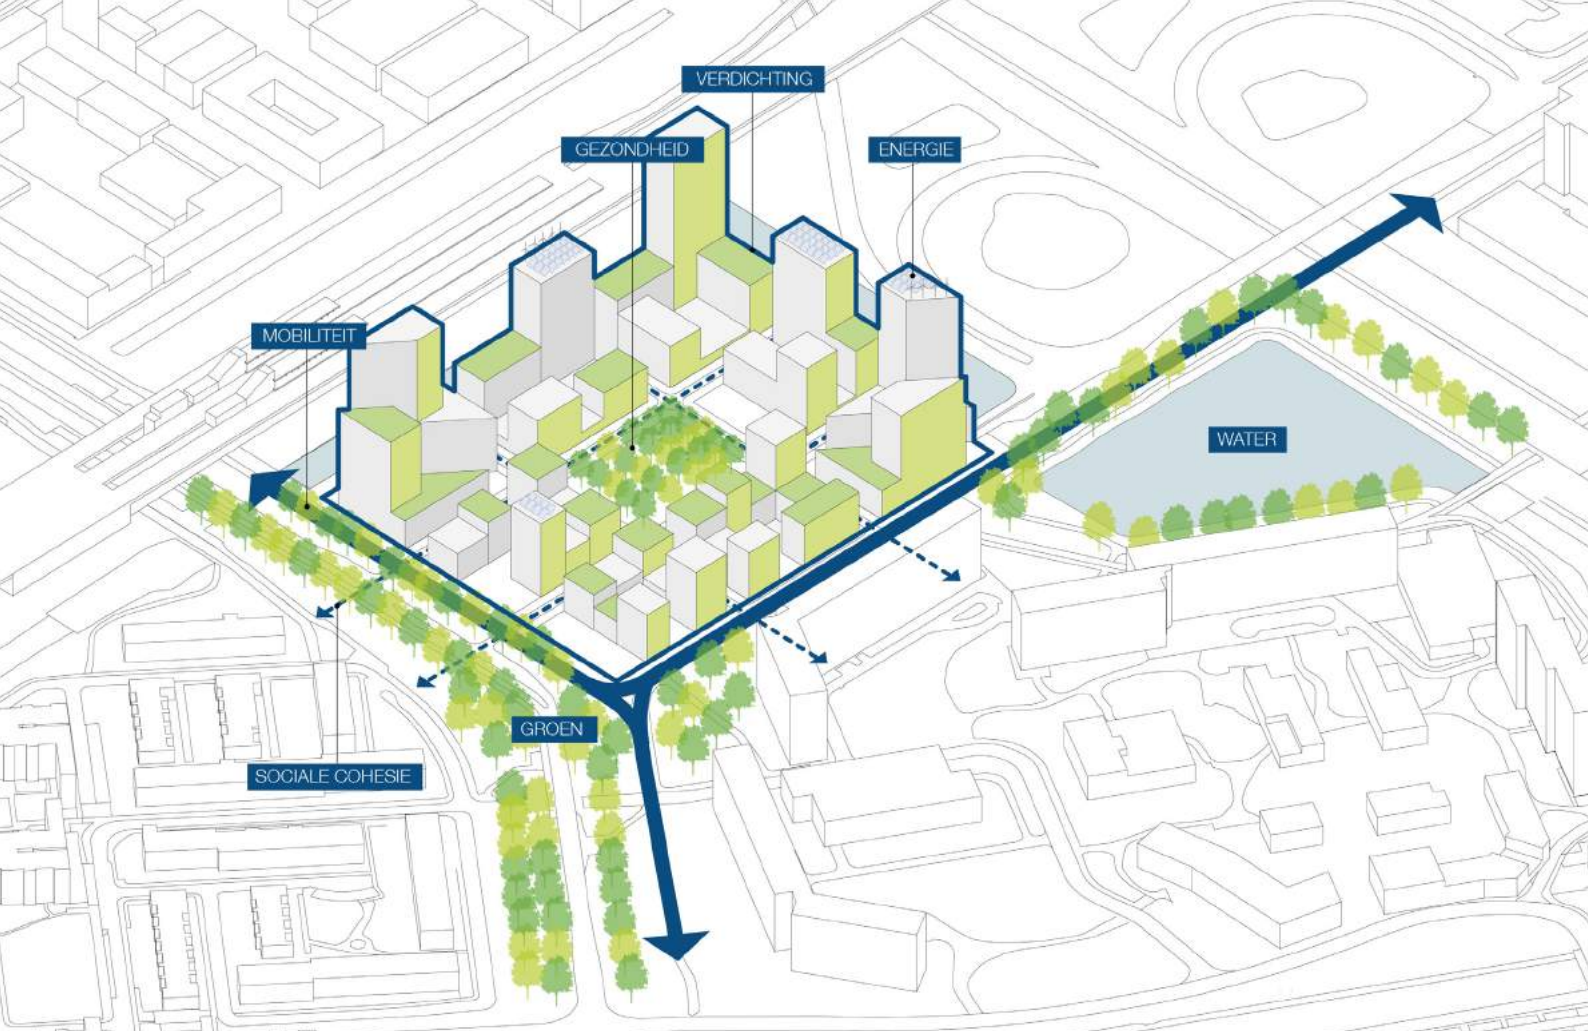 VERDICHTING
GEZONDHEID
ENERGIE
MOBILITEIT
WATER
GROEN
SOCIALE COHESIE